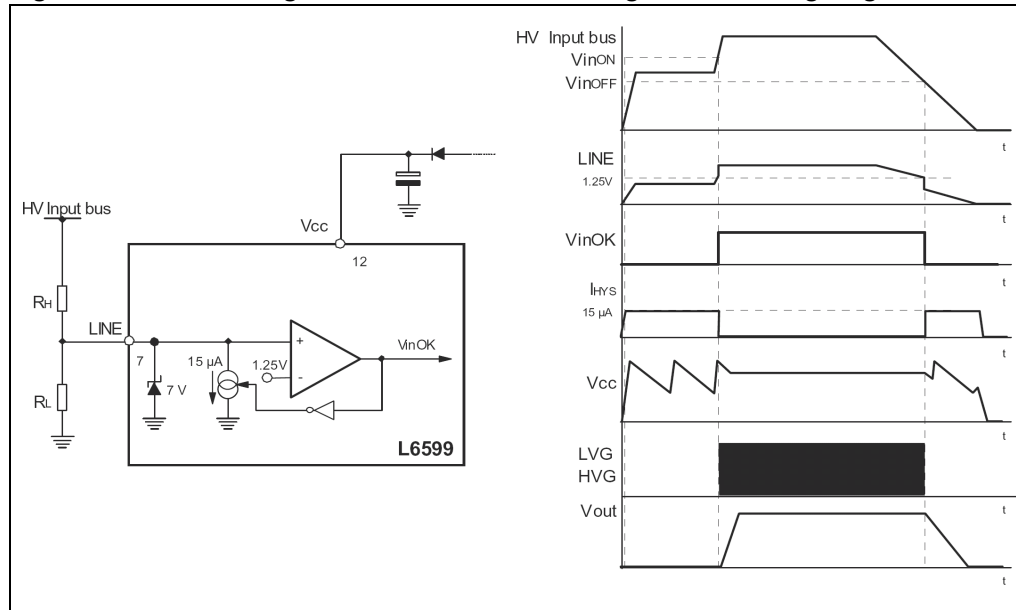 HV Input bus
RH
RL
LINE
7
7 V
15 µA
1.25V
+
-
VinOK
Vcc
12
L6599
HV Input bus
VinON
VinOFF
t
LINE
1.25V
t
VinOK
t
IHYS
15 µA
t
Vcc
t
LVG
HVG
t
Vout
t